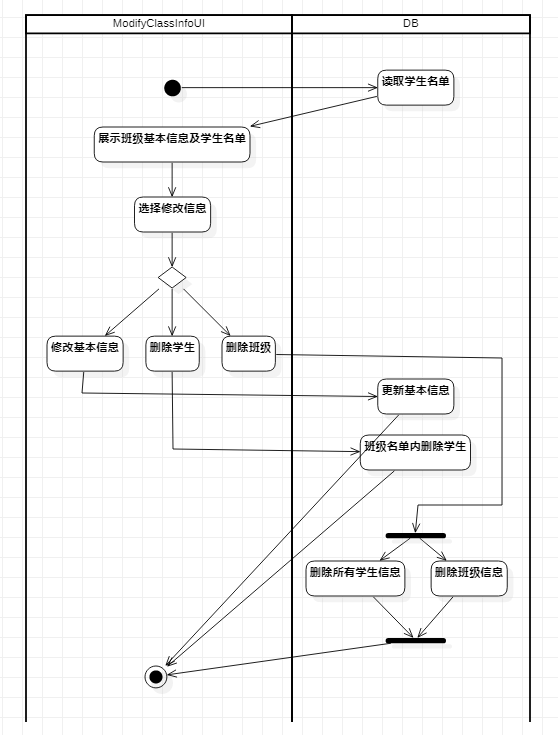 ModifyClassInfoUI
DB
读取学生名单
展示班级基本信息及学生名单
选择修改信息
修改基本信息
删除学生
删除班级
更新基本信息
班级名单内删除学生
删除所有学生信息
删除班级信息